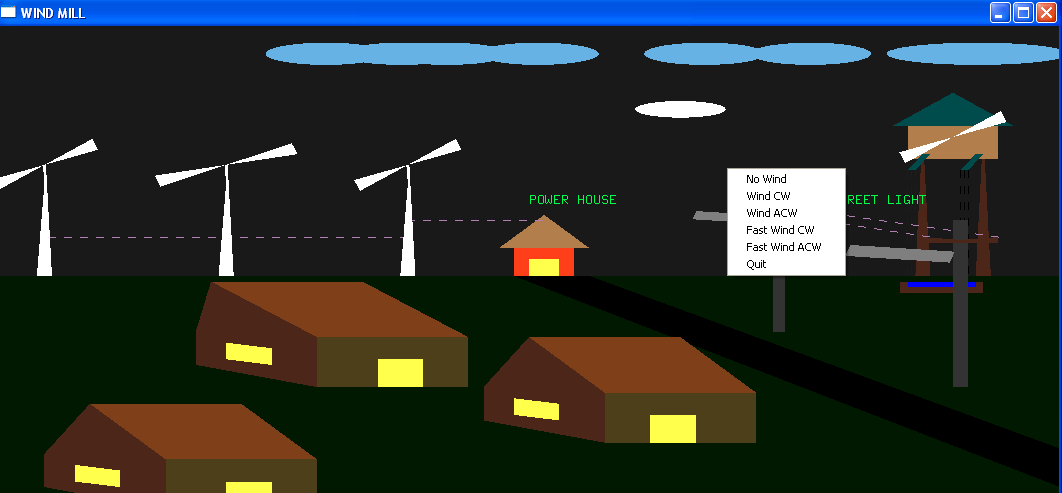 WIND MILL
POWER HOUSE
REET LIGHT
No Wind
Wind CW
Wind ACW
Fast Wind CW
Fast Wind ACW
Quit